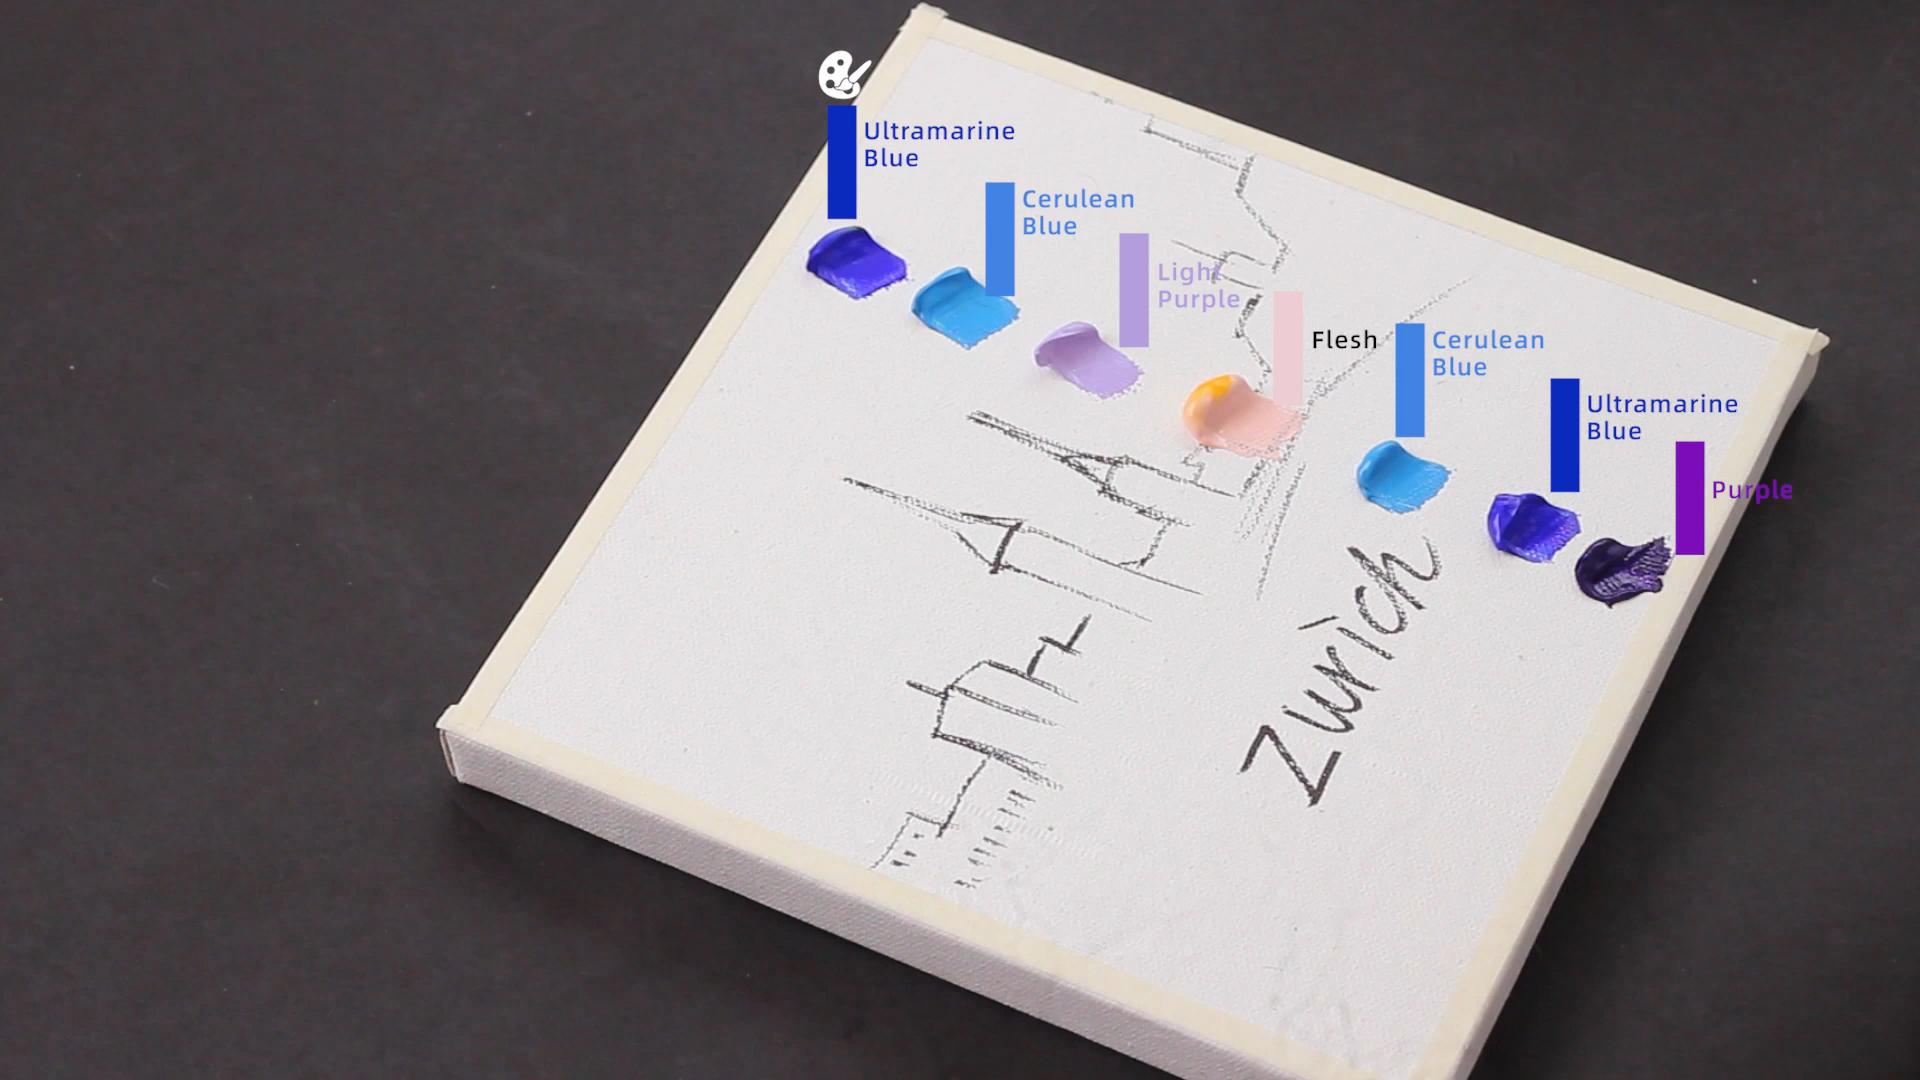 Ultramarine
Blue
Cerulean
Blue
Light
Purple
Flesh
Cerulean
Blue
Ultramarine
Blue
Purple
Zurich